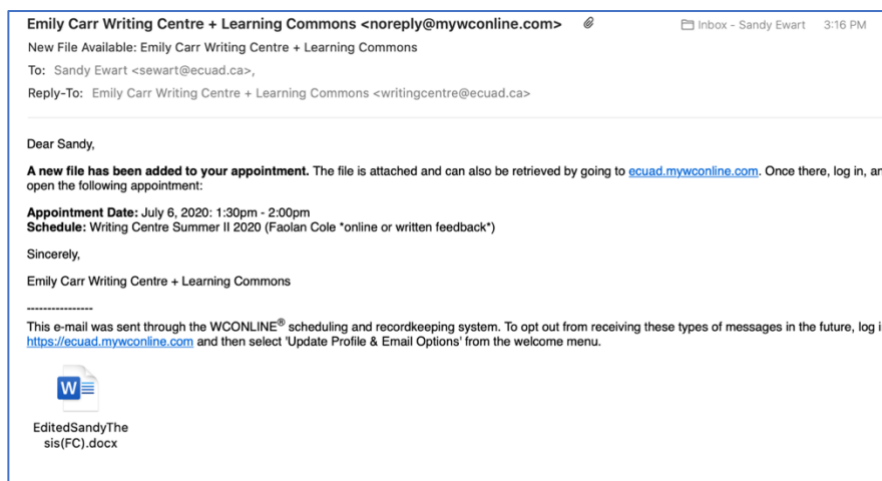 Emily Carr Writing Centre + Learning Commons <noreply@mywconline.com> Inbox - Sandy Ewart 3:16 PM
New File Available: Emily Carr Writing Centre + Learning Commons
To: Sandy Ewart <sewart@ecuad.ca>,
Reply-To: Emily Carr Writing Centre + Learning Commons <writingcentre@ecuad.ca>
Dear Sandy,
A new file has been added to your appointment. The file is attached and can also be retrieved by going to ecuad.mywconline.com. Once there, log in, an
open the following appointment:
Appointment Date: July 6, 2020: 1:30pm - 2:00pm
Schedule: Writing Centre Summer II 2020 (Faolan Cole *online or written feedback*)
Sincerely,
Emily Carr Writing Centre + Learning Commons
----------------
This e-mail was sent through the WCONLINE® scheduling and recordkeeping system. To opt out from receiving these types of messages in the future, log i
https://ecuad.mywconline.com and then select 'Update Profile & Email Options' from the welcome menu.
W
EditedSandyThe
sis(FC).docx